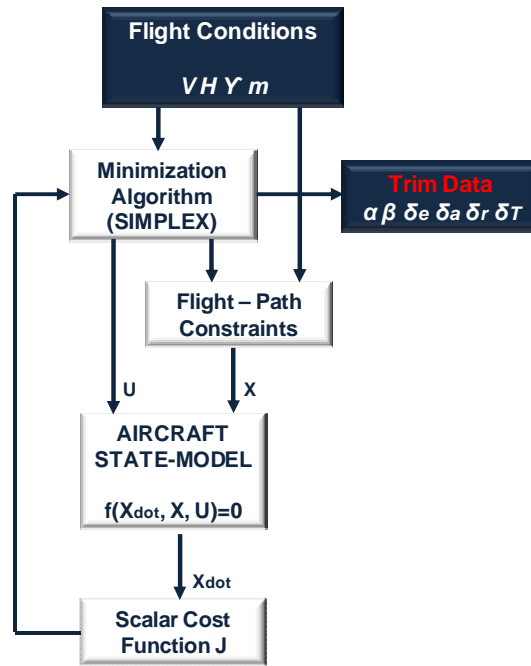 Flight Conditions
V H ϒ m
Minimization
Algorithm
(SIMPLEX)
Trim Data
α β δe δa δr δT
Flight – Path
Constraints
U
X
AIRCRAFT
STATE-MODEL
f(Xdot, X, U)=0
Xdot
Scalar Cost
Function J